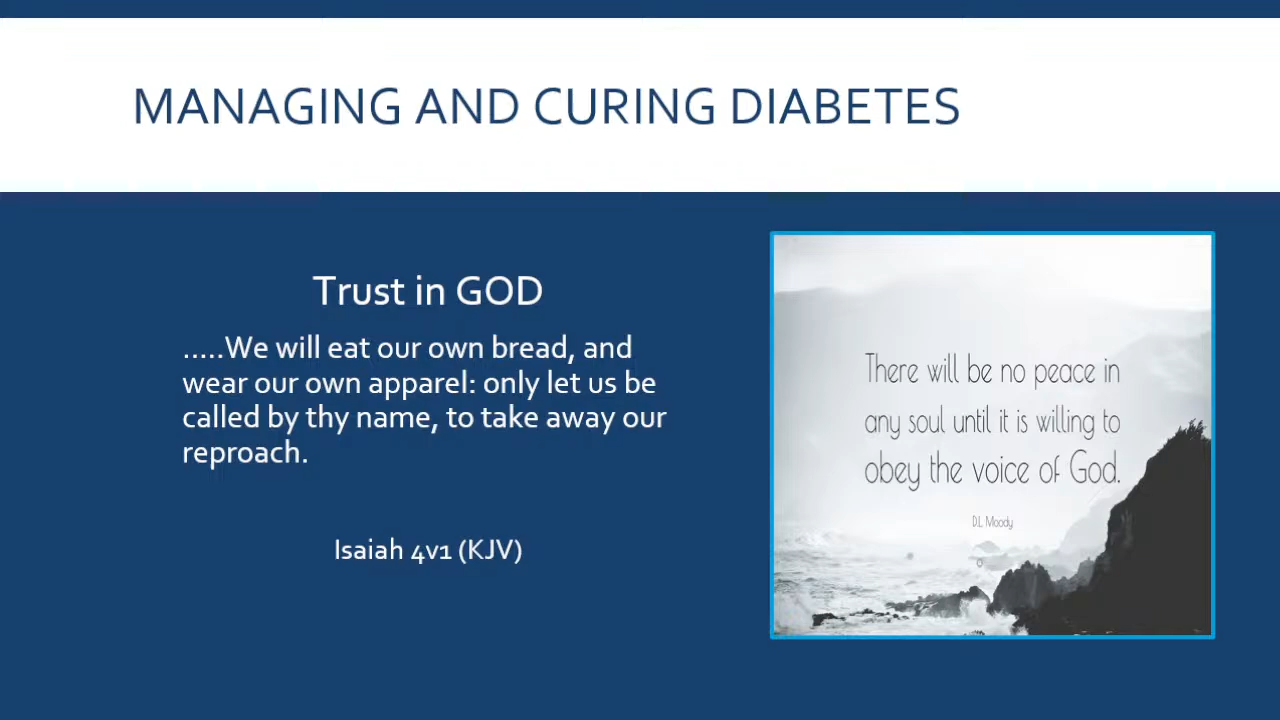 MANAGING AND CURING DIABETES
Trust in GOD
.....We will eat our own bread, and
wear our own apparel: only let us be
called by thy name, to take away our
reproach.
Isaiah 4v1 (KJV)
There will be no peace in
any soul until it is willing to
obey the voice of God.
D.L. Moody